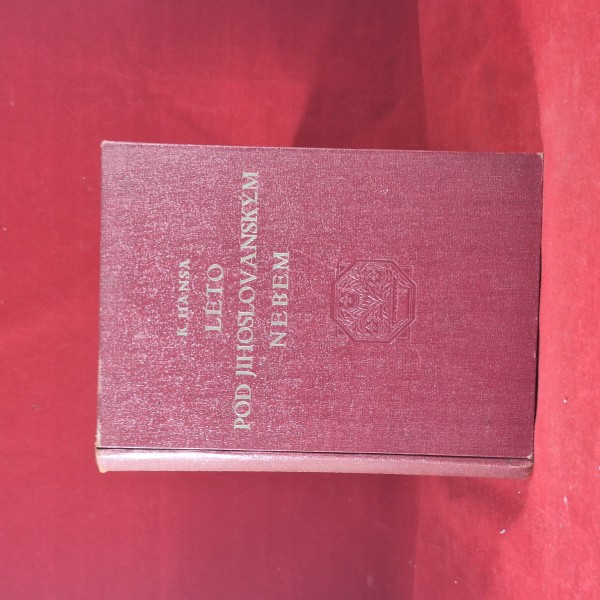 K. HANSA
LÉTO
POD JIHOSLOVANSKÝM
NEBEM